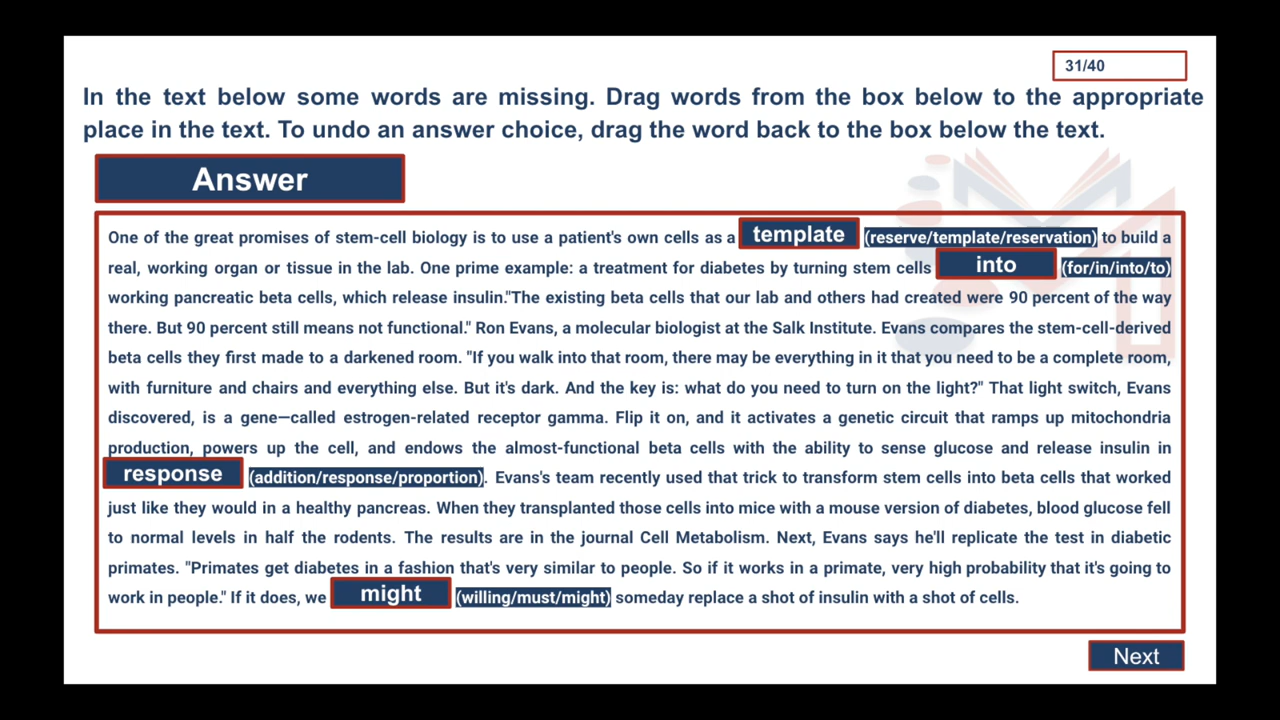 31/40
In the text below some words are missing. Drag words from the box below to the appropriate
place in the text. To undo an answer choice, drag the word back to the box below the text.
Answer
One of the great promises of stem-cell biology is to use a patient's own cells as a template (reserve/template/reservation) to build a
real, working organ or tissue in the lab. One prime example: a treatment for diabetes by turning stem cells into (for/in/into/to)
working pancreatic beta cells, which release insulin."The existing beta cells that our lab and others had created were 90 percent of the way
there. But 90 percent still means not functional." Ron Evans, a molecular biologist at the Salk Institute. Evans compares the stem-cell-derived
beta cells they first made to a darkened room. "If you walk into that room, there may be everything in it that you need to be a complete room,
with furniture and chairs and everything else. But it's dark. And the key is: what do you need to turn on the light?" That light switch, Evans
discovered, is a gene—called estrogen-related receptor gamma. Flip it on, and it activates a genetic circuit that ramps up mitochondria
production, powers up the cell, and endows the almost-functional beta cells with the ability to sense glucose and release insulin in
response (addition/response/proportion). Evans's team recently used that trick to transform stem cells into beta cells that worked
just like they would in a healthy pancreas. When they transplanted those cells into mice with a mouse version of diabetes, blood glucose fell
to normal levels in half the rodents. The results are in the journal Cell Metabolism. Next, Evans says he'll replicate the test in diabetic
primates. "Primates get diabetes in a fashion that's very similar to people. So if it works in a primate, very high probability that it's going to
work in people." If it does, we might (willing/must/might) someday replace a shot of insulin with a shot of cells.
Next